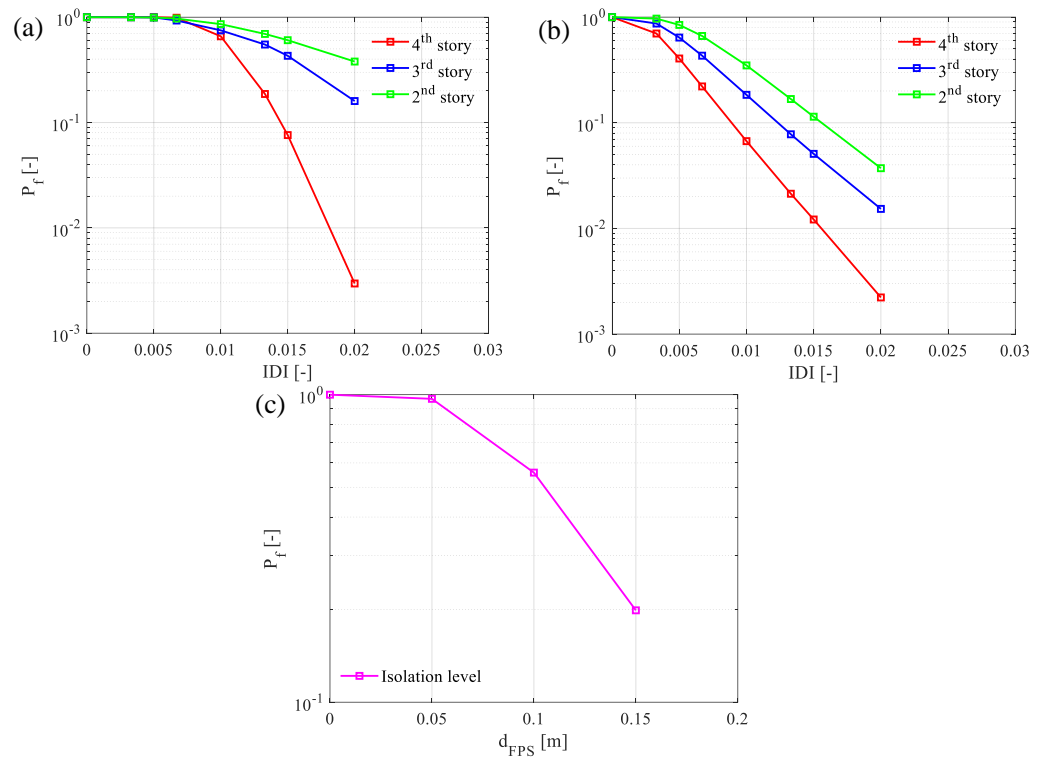 (a)
10^0
10^-1
10^-2
10^-3
P_f [-]
4^th story
3^rd story
2^nd story
0 0.005 0.01 0.015 0.02 0.025 0.03
IDI [-]
(b)
10^0
10^-1
10^-2
10^-3
P_f [-]
4^th story
3^rd story
2^nd story
0 0.005 0.01 0.015 0.02 0.025 0.03
IDI [-]
(c)
10^0
10^-1
P_f [-]
Isolation level
0 0.05 0.1 0.15 0.2
d_FPS [m]